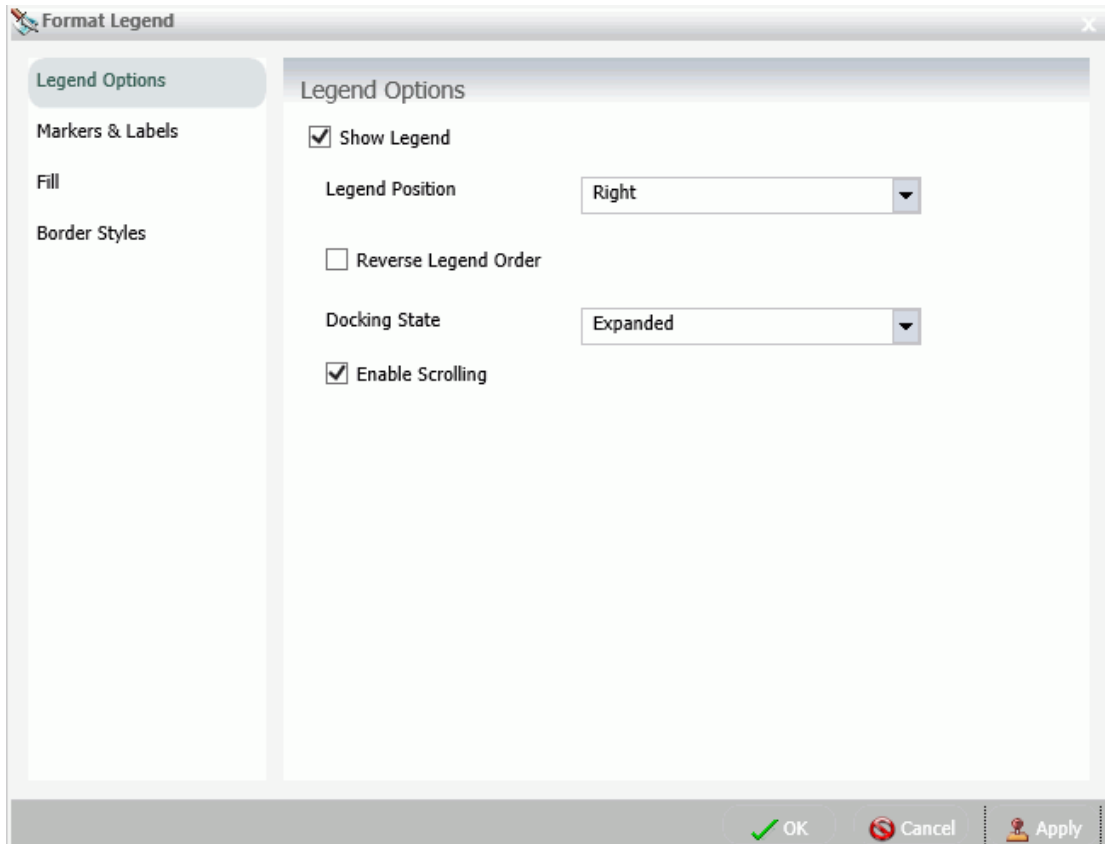 Format Legend
Legend Options
Markers & Labels
Fill
Border Styles
Legend Options
Show Legend
Legend Position
Right
Reverse Legend Order
Docking State
Expanded
Enable Scrolling
OK
Cancel
Apply